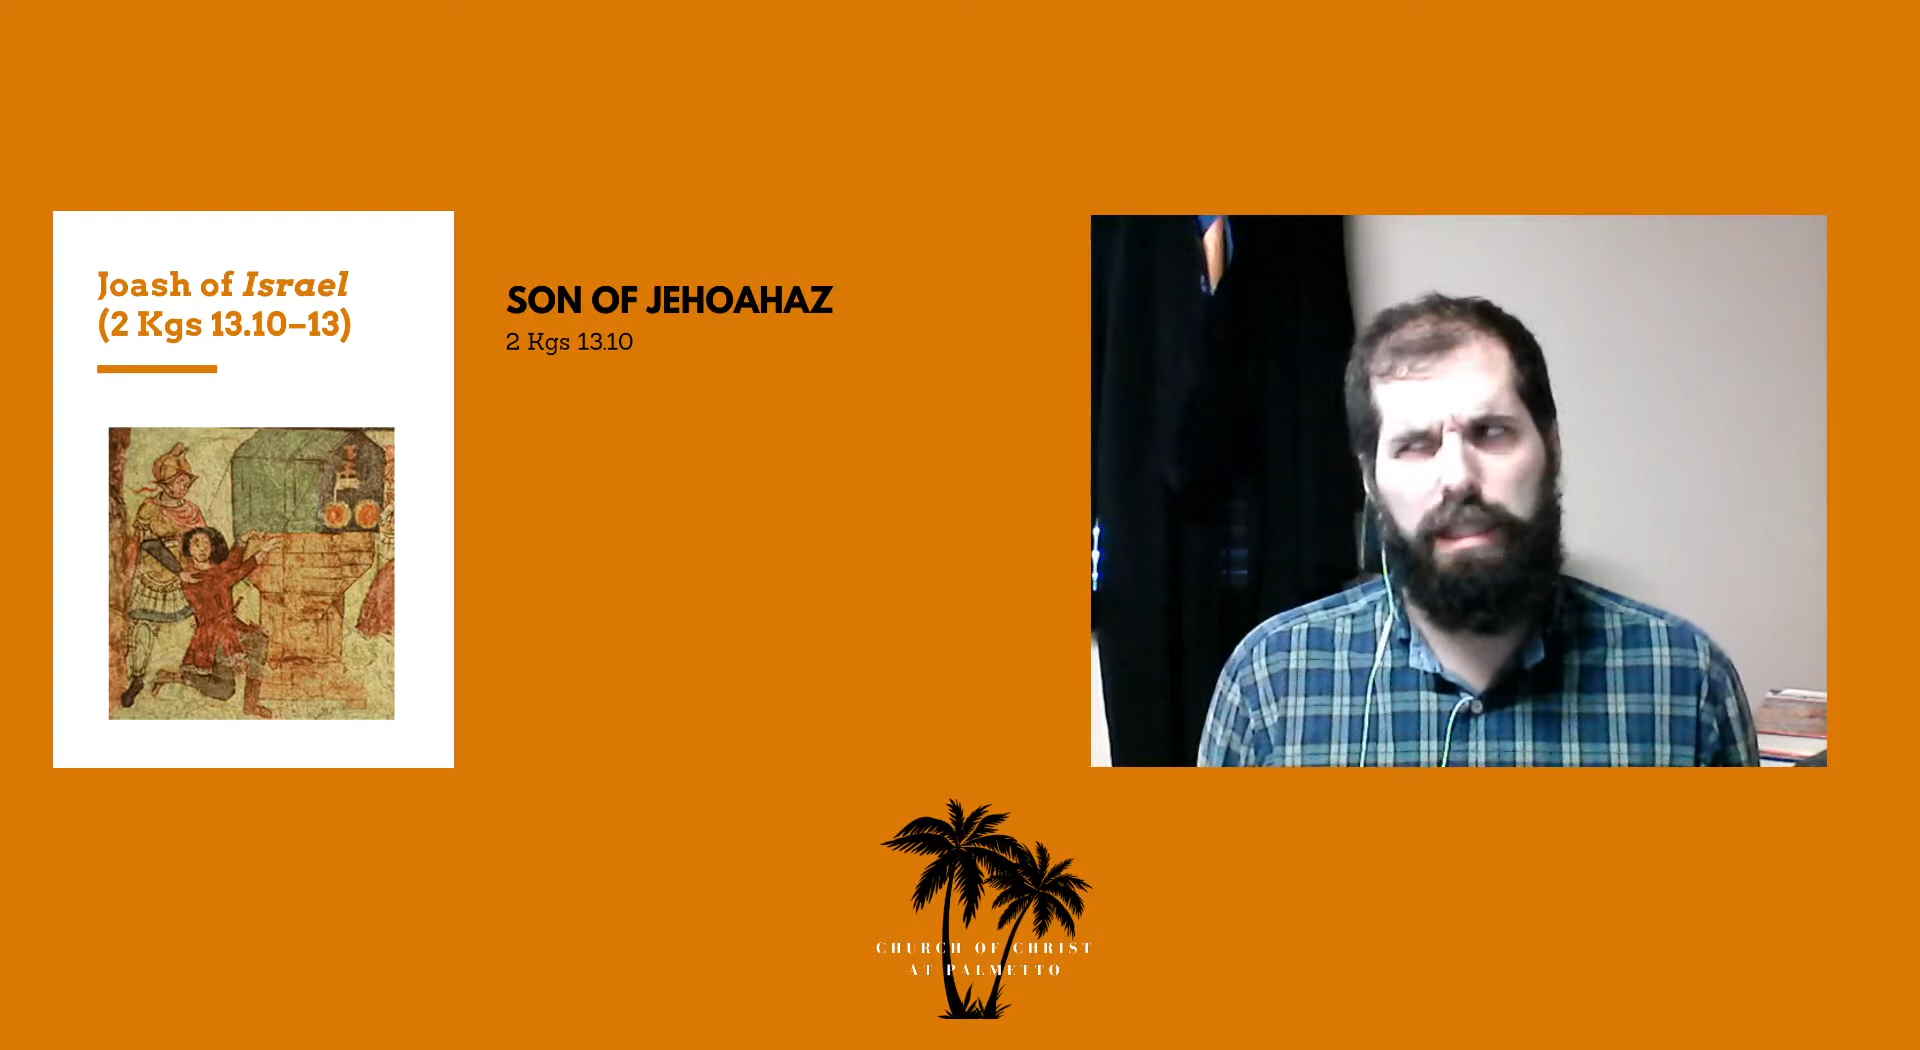 Joash of Israel
(2 Kgs 13.10–13)
SON OF JEHOAHAZ
2 Kgs 13.10
CHURCH OF CHRIST
AT PALMETTO